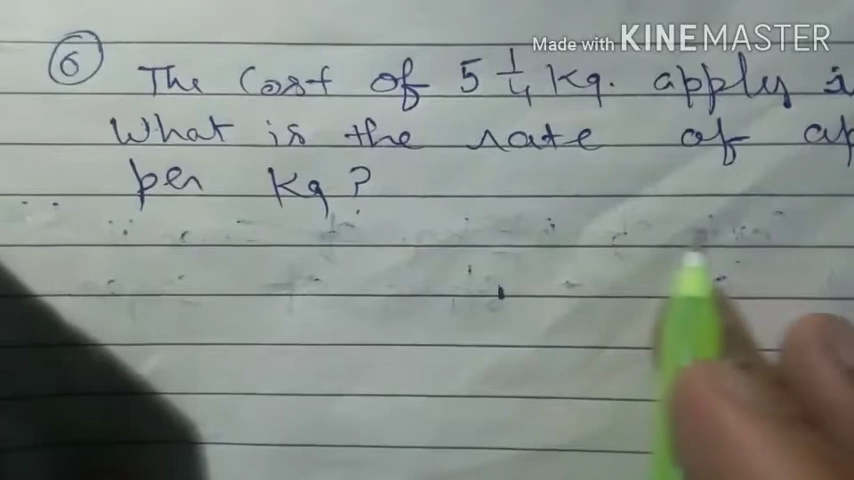 Made with KINEMASTER
6 The Cost of 5 1/4 Kg. apply i
What is the rate of ap
per Kg ?